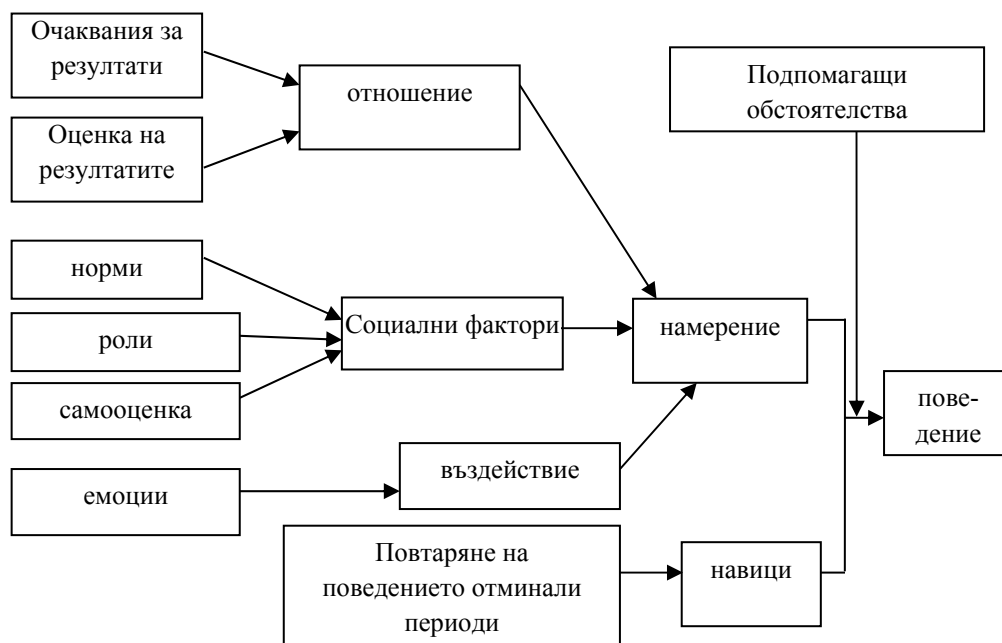 Очаквания за
резултати
отношение
Подпомагащи
обстоятелства
Оценка на
резултатите
норми
Социални фактори
намерение
роли
самооценка
пове-
дение
въздействие
емоции
Повтаряне на
поведението отминали
периоди
навици